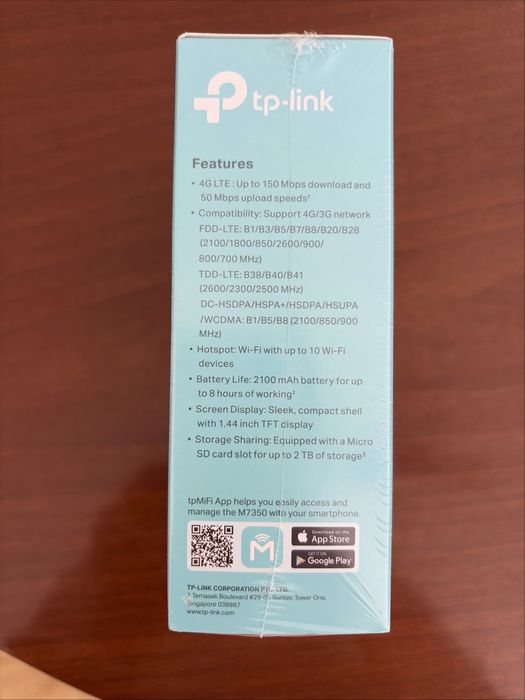 tp-link
Features
• 4G LTE : Up to 150 Mbps download and
50 Mbps upload speeds†
• Compatibility: Support 4G/3G network
FDD-LTE: B1/B3/B5/B7/B8/B20/B28
(2100/1800/850/2600/900/
800/700 MHz)
TDD-LTE: B38/B40/B41
(2600/2300/2500 MHz)
DC-HSDPA/HSPA+/HSDPA/HSUPA
/WCDMA: B1/B5/B8 (2100/850/900
MHz)
• Hotspot: Wi-Fi with up to 10 Wi-Fi
devices
• Battery Life: 2100 mAh battery for up
to 8 hours of working‡
• Screen Display: Sleek, compact shell
with 1.44 inch TFT display
• Storage Sharing: Equipped with a Micro
SD card slot for up to 2 TB of storage§
tpMiFi App helps you easily access and
manage the M7350 with your smartphone.
M
Download on the
App Store
GET IT ON
Google Play
TP-LINK CORPORATION PTE. LTD.
7 Temasek Boulevard Suntec Tower One,
Singapore 038987
www.tp-link.com